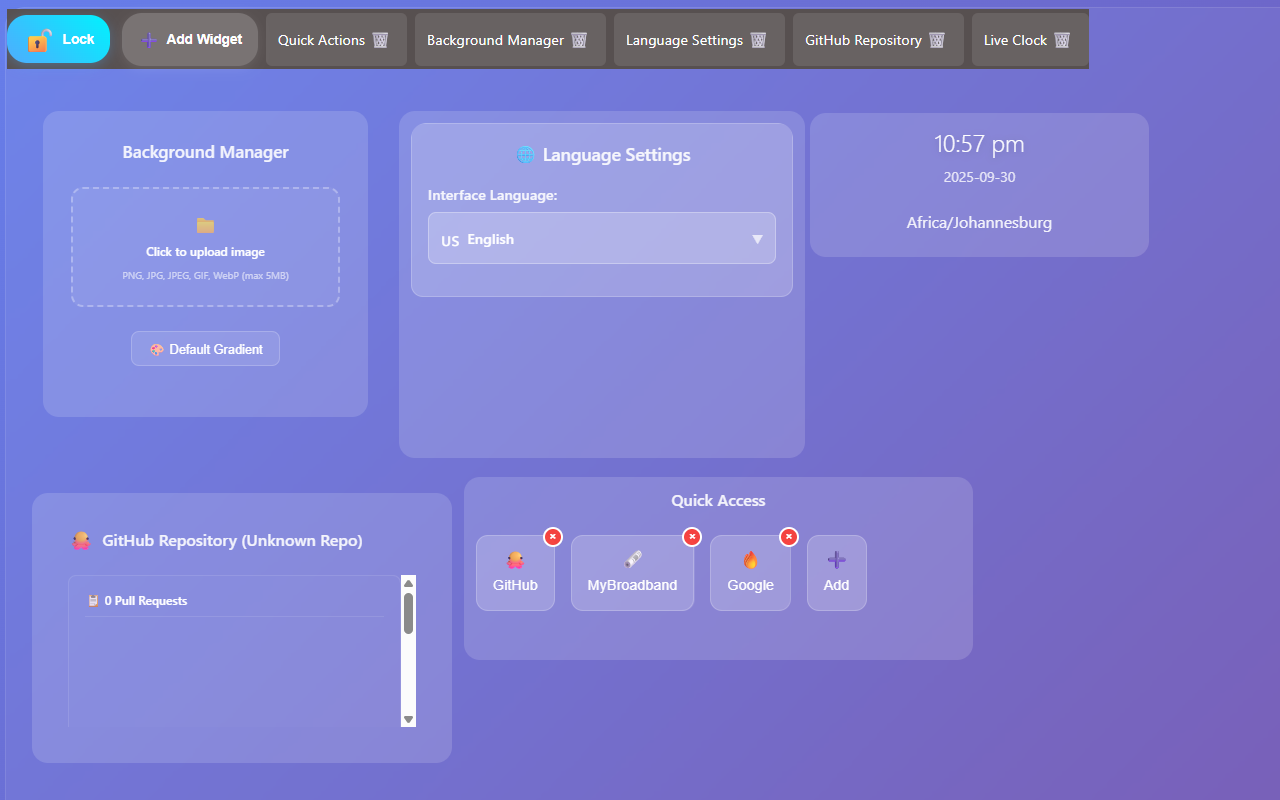 Lock
Add Widget
Quick Actions
Background Manager
Language Settings
GitHub Repository
Live Clock
Background Manager
Click to upload image
PNG, JPG, JPEG, GIF, WebP (max 5MB)
Default Gradient
Language Settings
Interface Language:
US English
10:57 pm
2025-09-30
Africa/Johannesburg
GitHub Repository (Unknown Repo)
0 Pull Requests
Quick Access
GitHub
MyBroadband
Google
Add